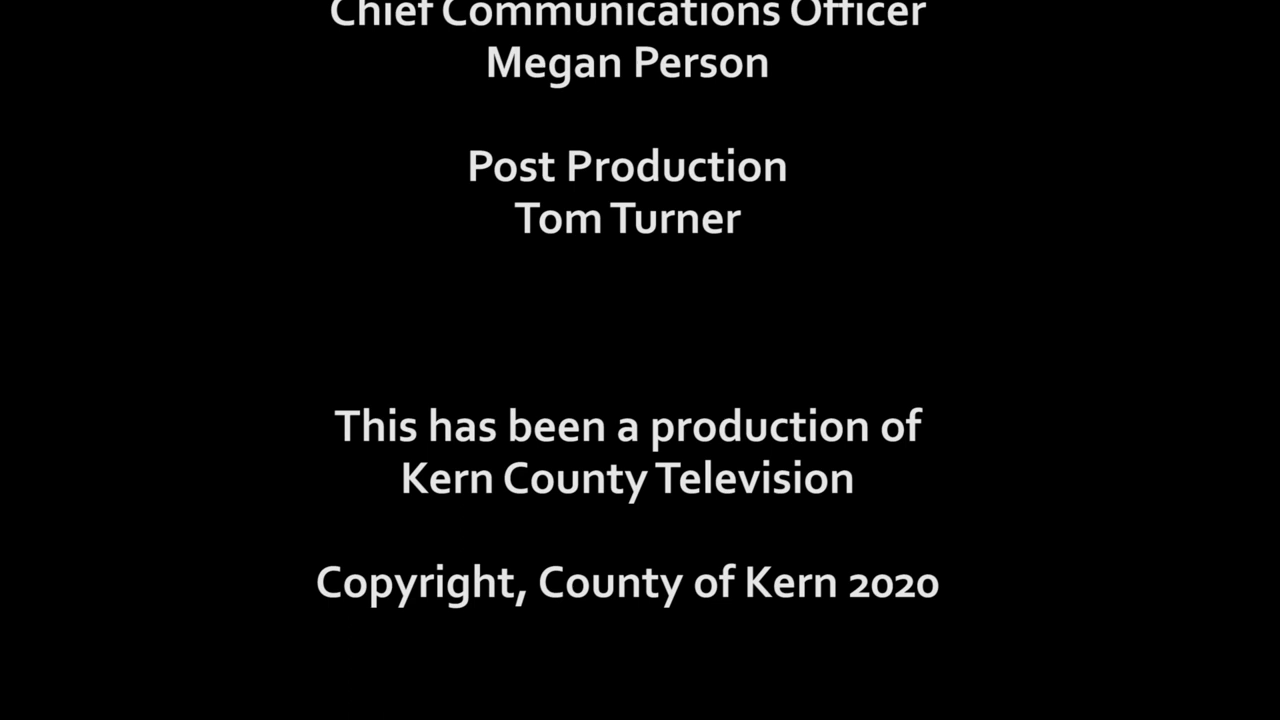 Chief Communications Officer
Megan Person
Post Production
Tom Turner
This has been a production of
Kern County Television
Copyright, County of Kern 2020